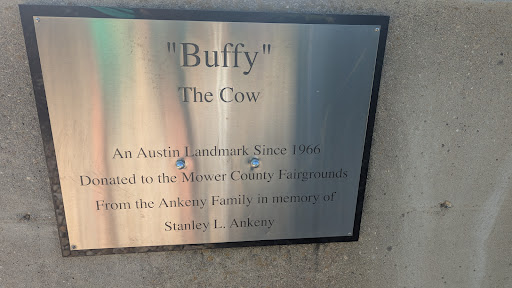 "Buffy"
The Cow
An Austin Landmark Since 1966
Donated to the Mower County Fairgrounds
From the Ankeny Family in memory of
Stanley L. Ankeny